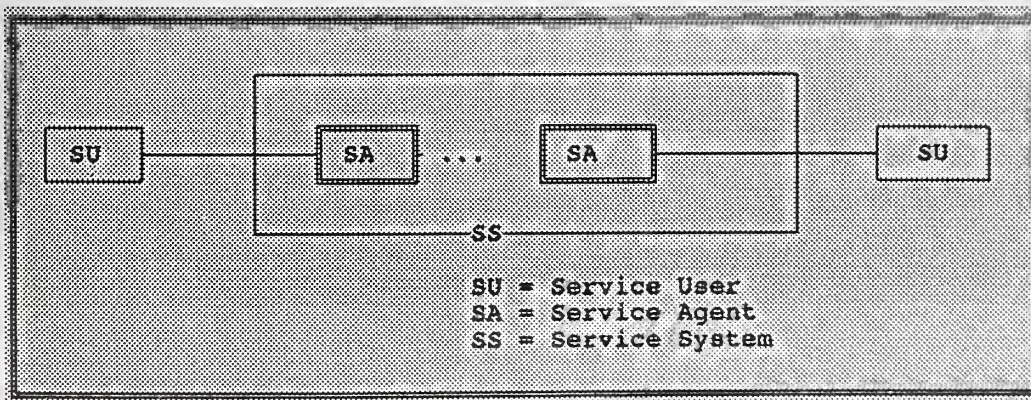 SU SA ... SA SU
SS
SU = Service User
SA = Service Agent
SS = Service System